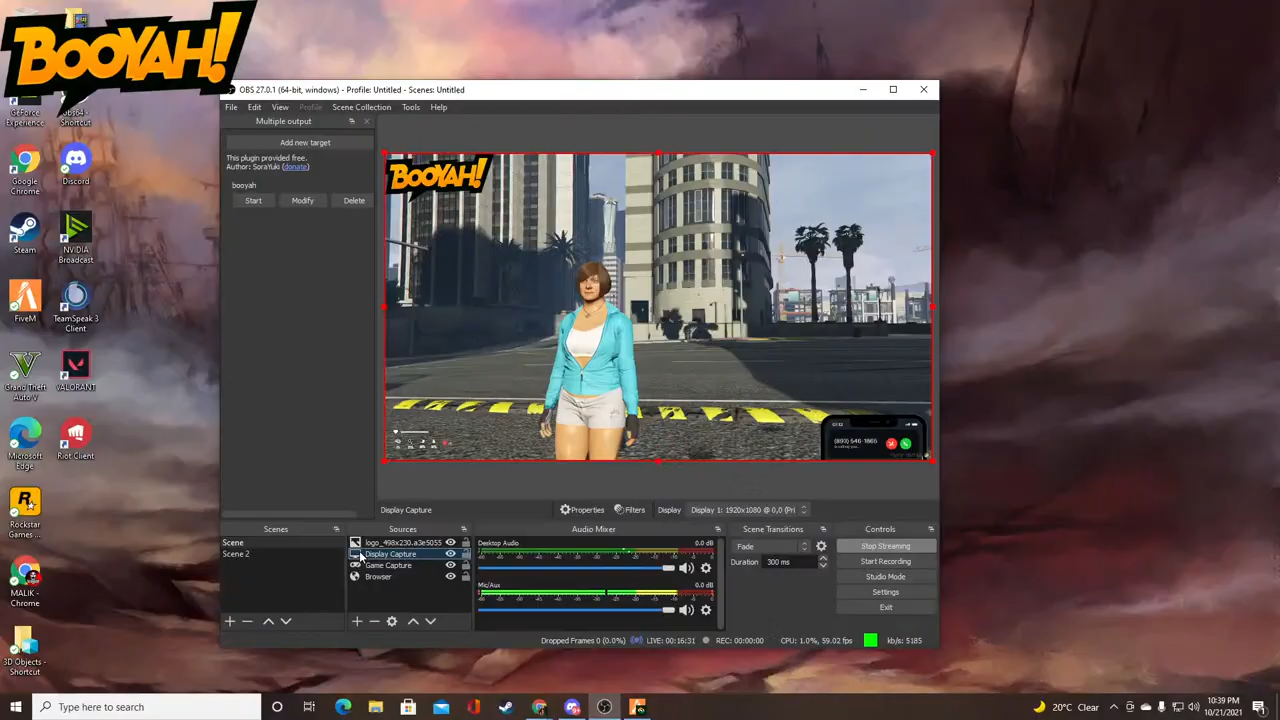 BOOYAH!
GeForce
Experience
obs64 -
Shortcut
Google
Chrome
Discord
Steam
NVIDIA
Broadcast
FiveM
TeamSpeak 3
Client
Grand Theft
Auto V
VALORANT
Microsoft
Edge
Riot Client
Rockstar
Games ...
MALIK -
Chrome
3D Objects -
Shortcut
OBS 27.0.1 (64-bit, windows) - Profile: Untitled - Scenes: Untitled
File Edit View Profile Scene Collection Tools Help
Multiple output
Add new target
This plugin provided free.
Author: SoraYuki (donate)
booyah
Start Modify Delete
BOOYAH!
(893) 546-1865
Display Capture
Properties Filters Display Display 1: 1920x1080 @ 0,0 (Pri
Scenes Sources Audio Mixer Scene Transitions Controls
Scene
Scene 2
logo_498x230.a3e5055
Display Capture
Game Capture
Browser
Desktop Audio 0.0 dB
Mic/Aux 0.0 dB
Fade
Duration 300 ms
Stop Streaming
Start Recording
Studio Mode
Settings
Exit
Dropped Frames 0 (0.0%) LIVE: 00:16:31 REC: 00:00:00 CPU: 1.0%, 59.02 fps kb/s: 5185
Type here to search
20°C Clear
10:39 PM
10/21/2021